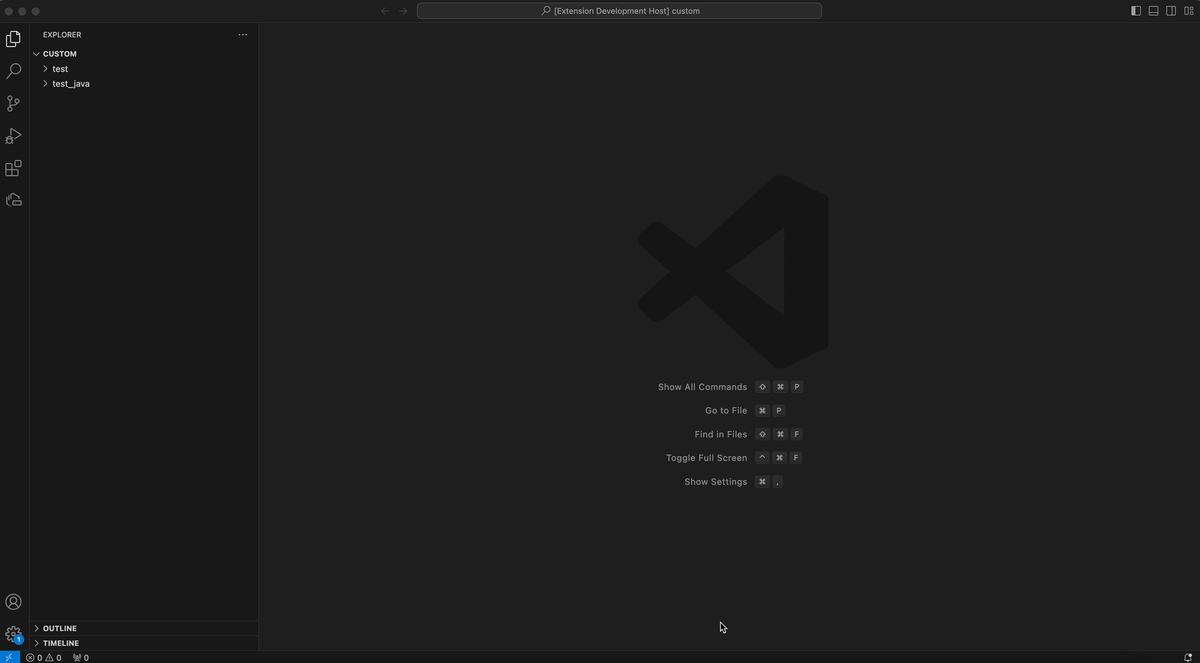 [Extension Development Host] custom
EXPLORER
CUSTOM
test
test_java
Show All Commands ⇧ ⌘ P
Go to File ⌘ P
Find in Files ⇧ ⌘ F
Toggle Full Screen ^ ⌘ F
Show Settings ⌘ ,
OUTLINE
1
TIMELINE
0 0 0